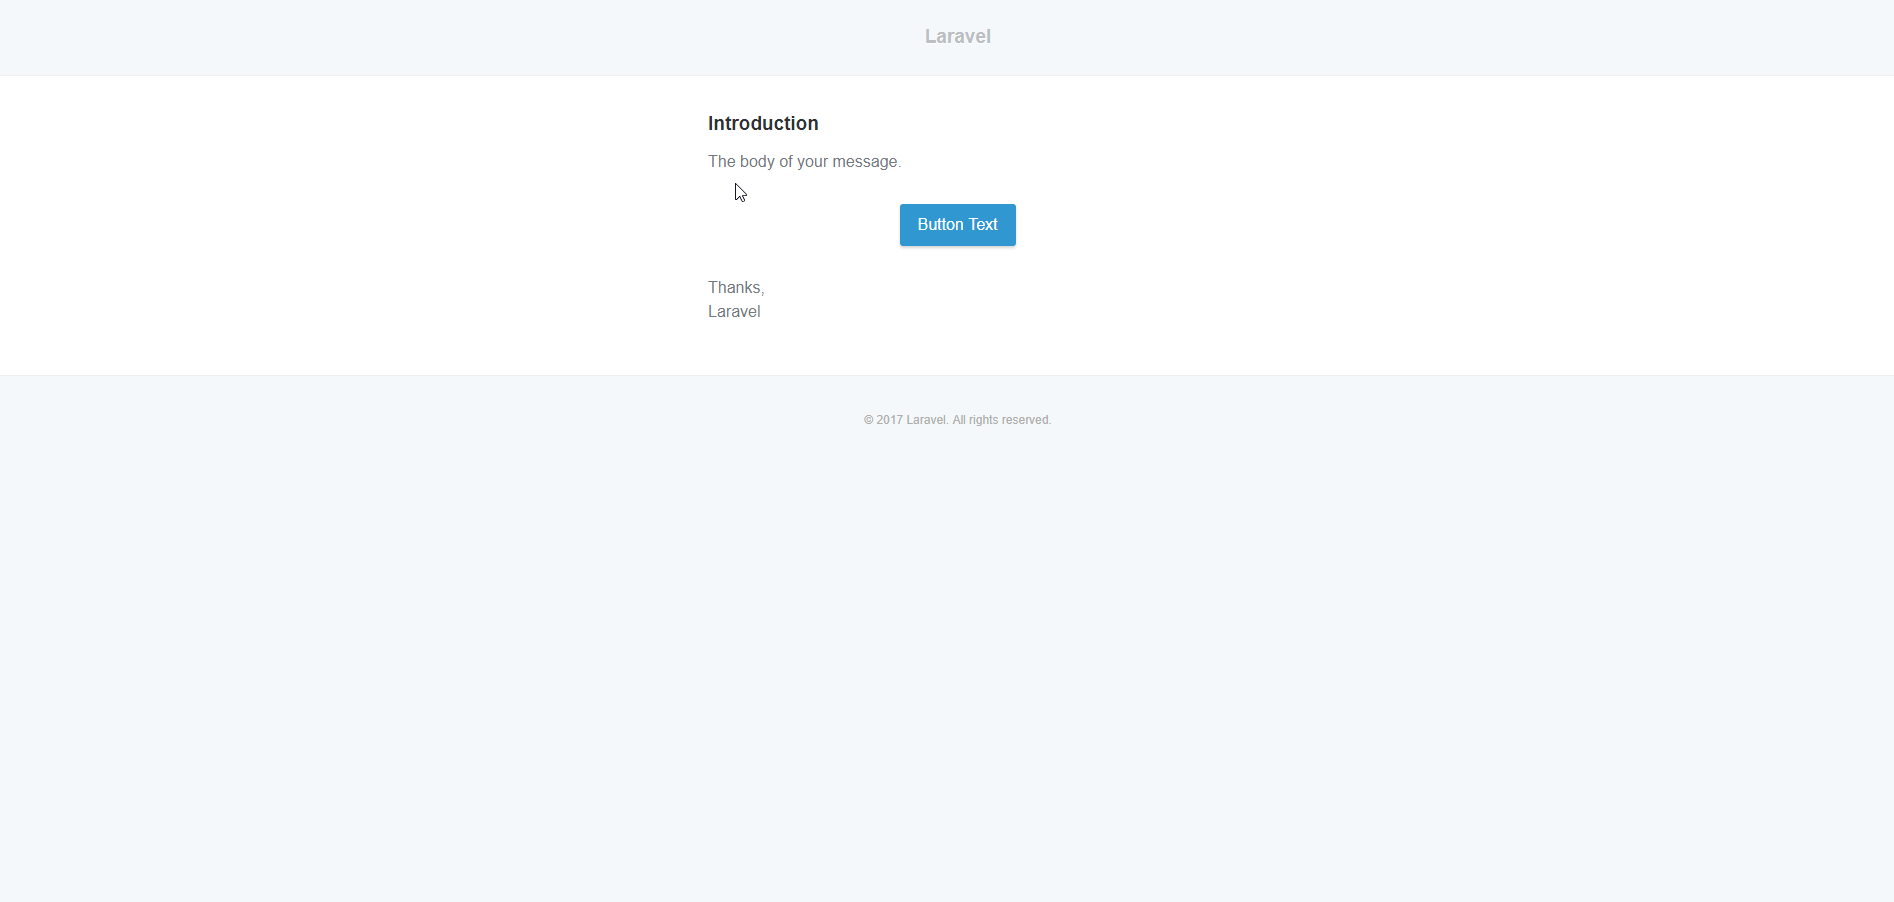 Laravel
Introduction
The body of your message.
Button Text
Thanks,
Laravel
© 2017 Laravel. All rights reserved.